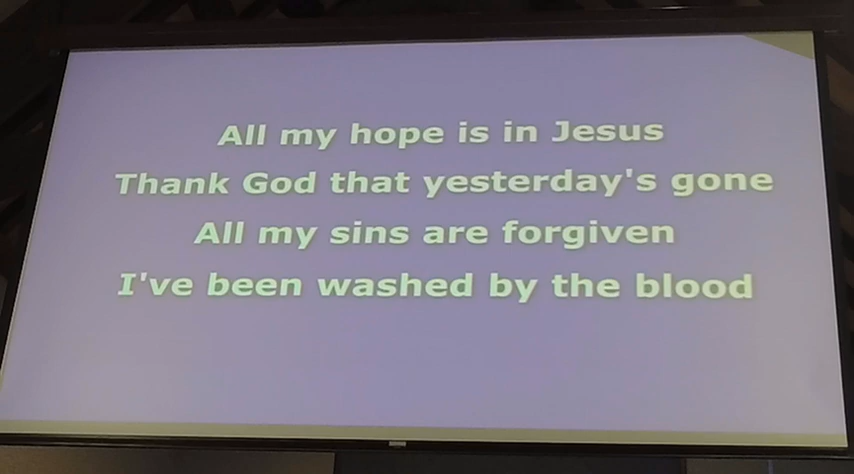 All my hope is in Jesus
Thank God that yesterday's gone
All my sins are forgiven
I've been washed by the blood